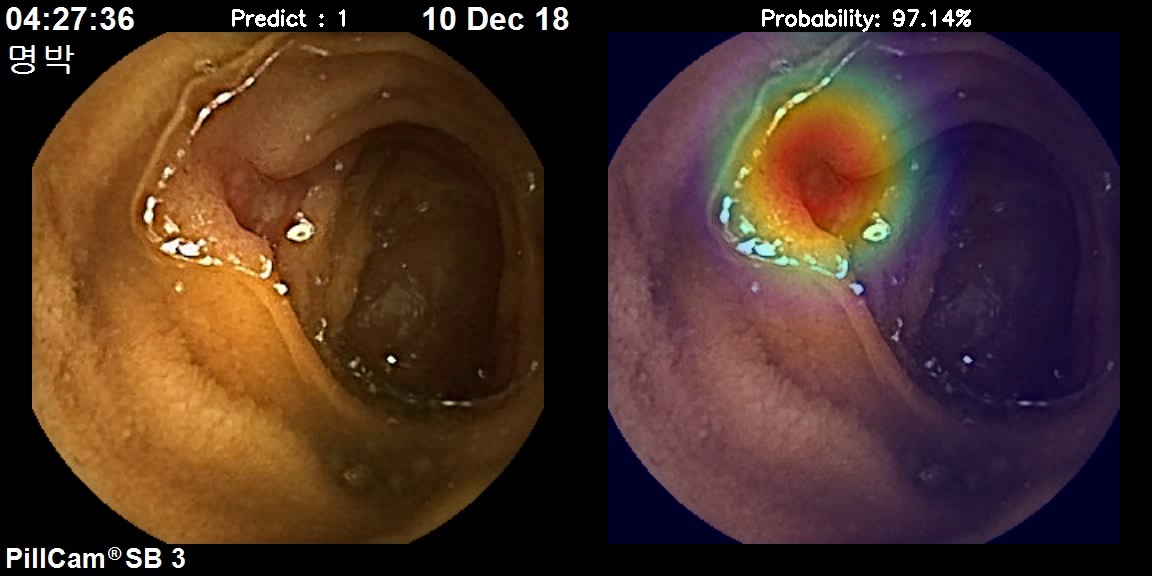 04:27:36
Predict : 1
10 Dec 18
Probability: 97.14%
명박
PillCam® SB 3